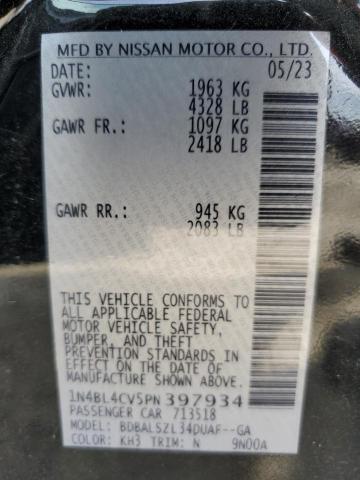 MFD BY NISSAN MOTOR CO., LTD.
DATE: 05/23
GVWR: 1963 KG
4328 LB
GAWR FR.: 1097 KG
2418 LB
GAWR RR.: 945 KG
2083 LB
THIS VEHICLE CONFORMS TO
ALL APPLICABLE FEDERAL
MOTOR VEHICLE SAFETY,
BUMPER, AND THEFT
PREVENTION STANDARDS
IN EFFECT ON THE DATE
OF MANUFACTURE SHOWN
ABOVE.
1N4BL4CV5PN397934
PASSENGER CAR 713518
MODEL: BDBALSZL34DUAF--GA
COLOR: KH3 TRIM: N 9N00A